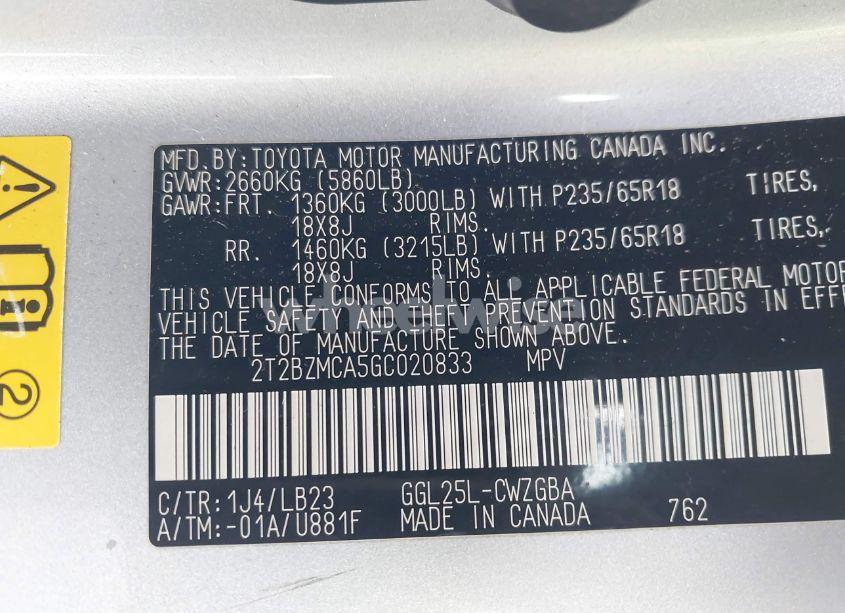 MFD.BY:TOYOTA MOTOR MANUFACTURING CANADA INC.
GVWR:2660KG (5860LB)
GAWR:FRT. 1360KG (3000LB) WITH P235/65R18 TIRES,
18X8J RIMS.
RR. 1460KG (3215LB) WITH P235/65R18 TIRES,
18X8J RIMS.
THIS VEHICLE CONFORMS TO ALL APPLICABLE FEDERAL MOTOR
VEHICLE SAFETY AND THEFT PREVENTION STANDARDS IN EFFE
THE DATE OF MANUFACTURE SHOWN ABOVE.
2T2BZMCA5GC020833 MPV
C/TR:1J4/LB23 GGL25L-CWZGBA
A/TM:-01A/U881F MADE IN CANADA 762
2
wheelwise